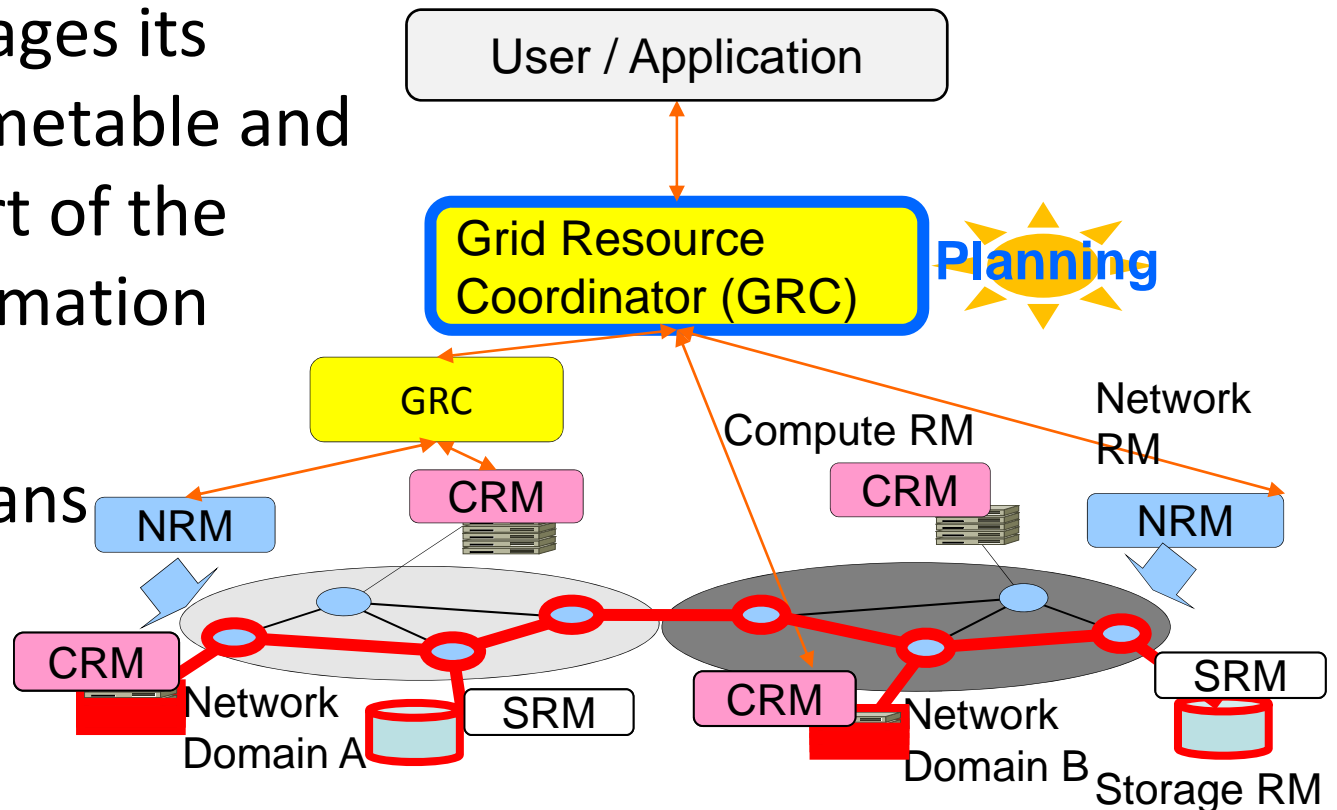 ages its
metable and
rt of the
rmation
ans
User / Application
Grid Resource
Coordinator (GRC)
Planning
GRC
Compute RM
Network
RM
NRM
CRM
CRM
NRM
CRM
Network
Domain A
SRM
CRM
Network
Domain B
SRM
Storage RM